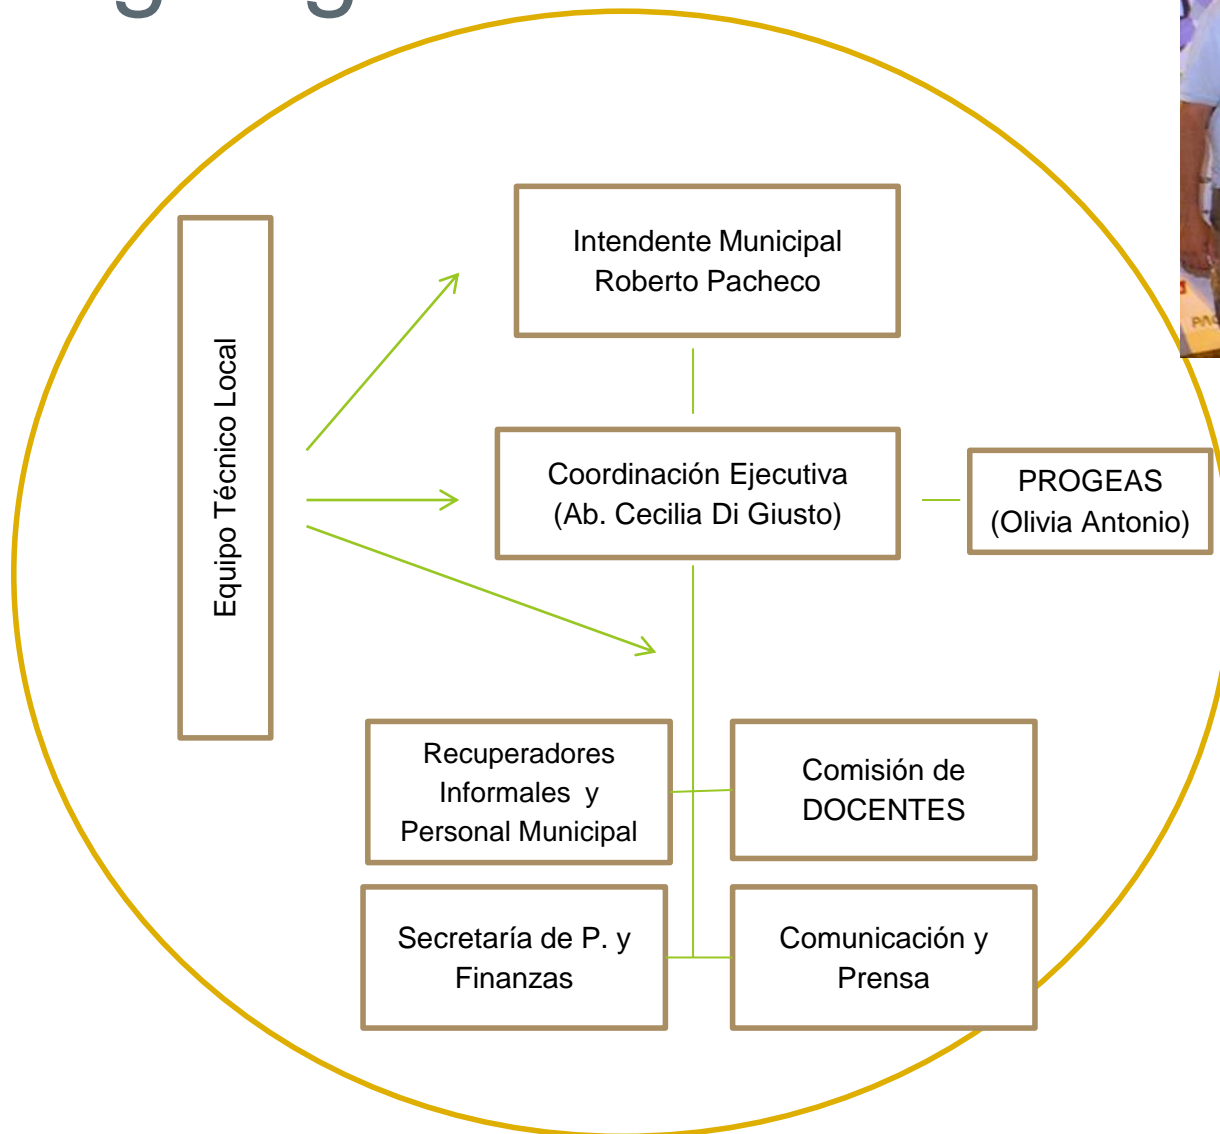 Intendente Municipal
Roberto Pacheco
Equipo Técnico Local
Coordinación Ejecutiva
(Ab. Cecilia Di Giusto)
PROGEAS
(Olivia Antonio)
Recuperadores
Informales y
Personal Municipal
Comisión de
DOCENTES
Secretaría de P. y
Finanzas
Comunicación y
Prensa